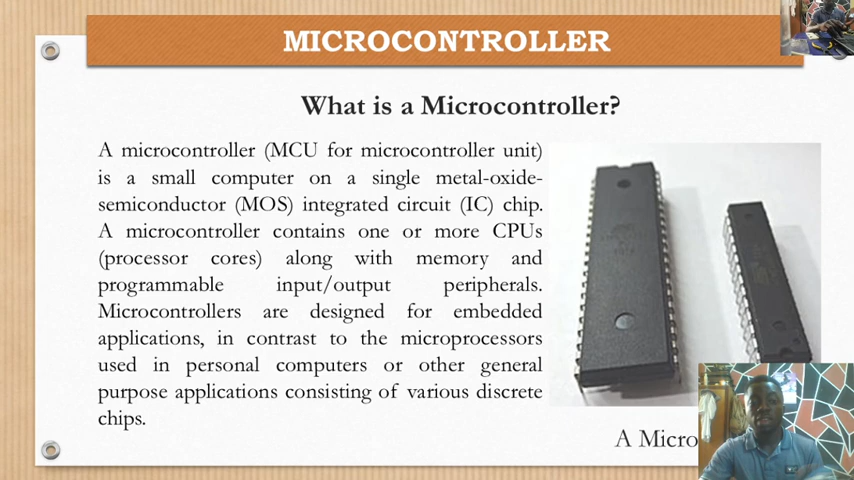 MICROCONTROLLER
What is a Microcontroller?
A microcontroller (MCU for microcontroller unit)
is a small computer on a single metal-oxide-
semiconductor (MOS) integrated circuit (IC) chip.
A microcontroller contains one or more CPUs
(processor cores) along with memory and
programmable input/output peripherals.
Microcontrollers are designed for embedded
applications, in contrast to the microprocessors
used in personal computers or other general
purpose applications consisting of various discrete
chips.
A Micro